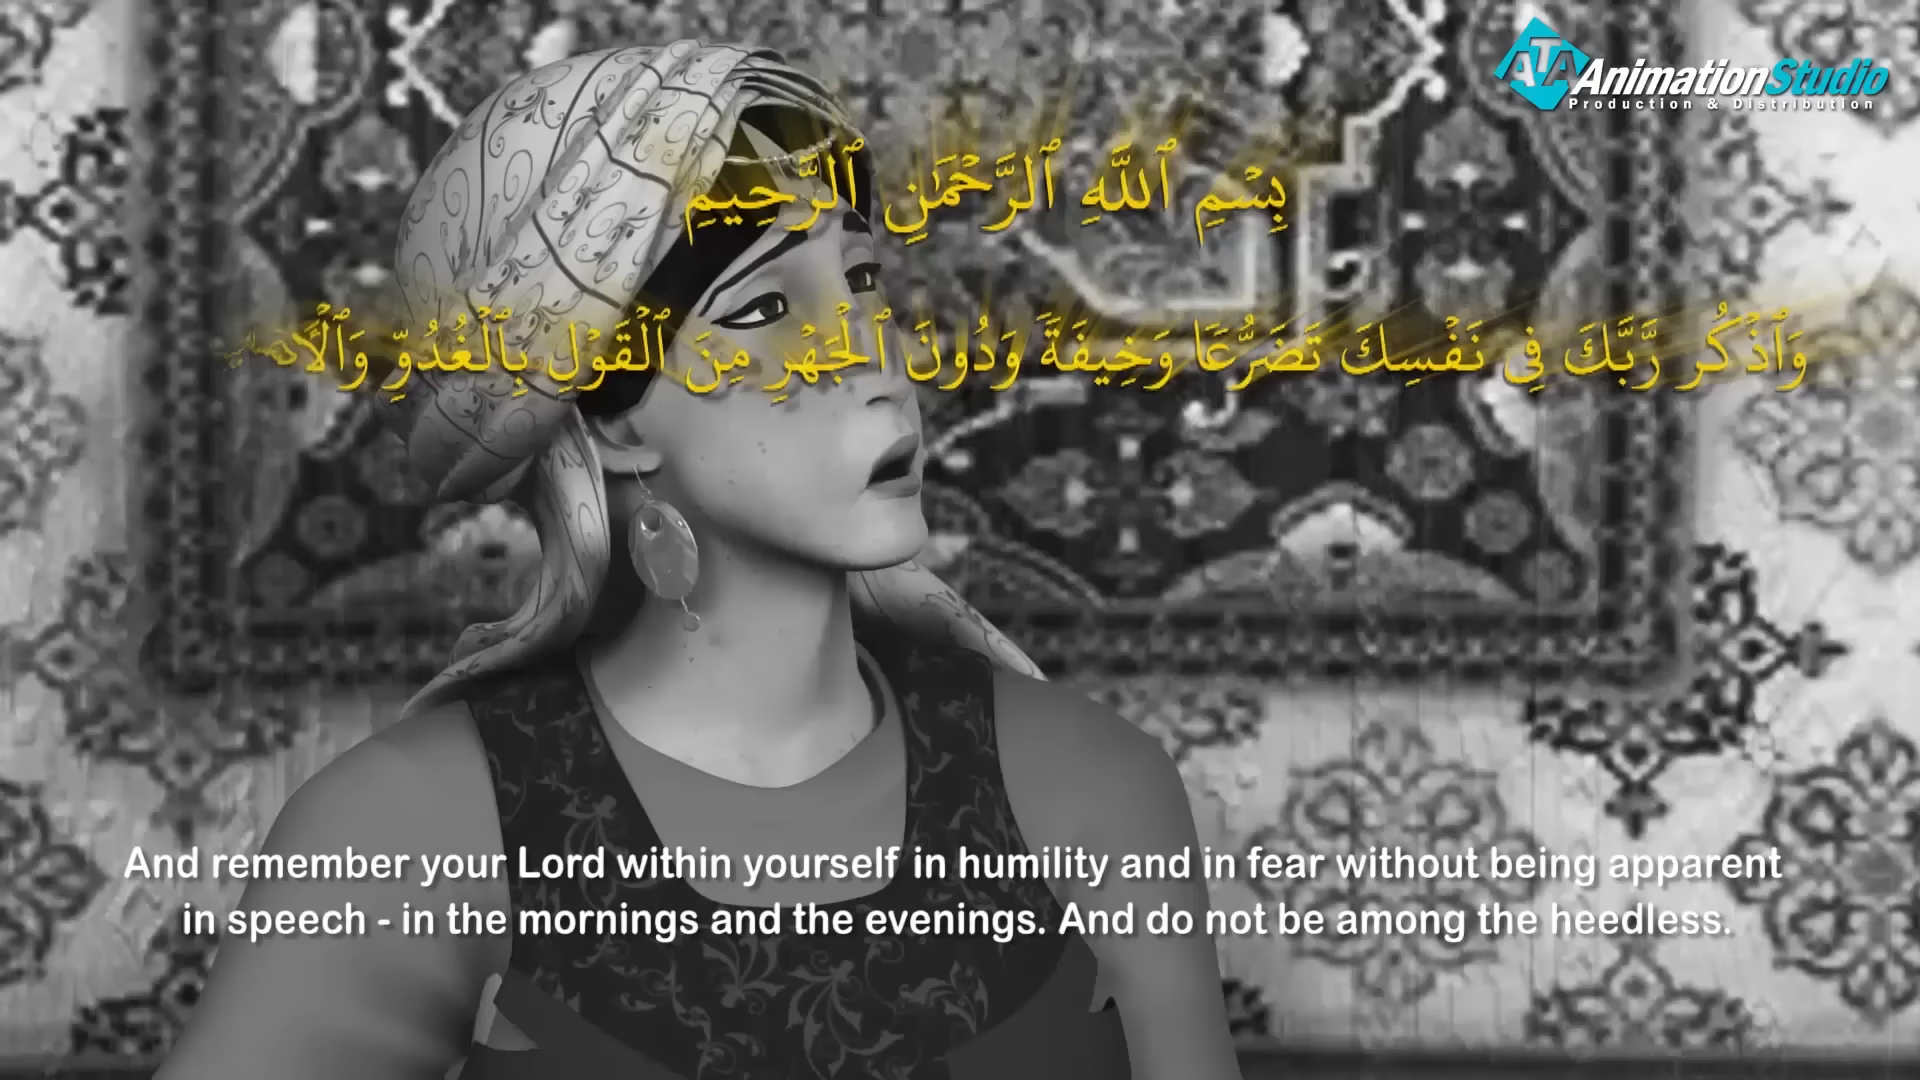 ATA AnimationStudio
Production & Distribution
بِسْمِ ٱللَّهِ ٱلرَّحْمَٰنِ ٱلرَّحِيمِ
وَٱذْكُر رَّبَّكَ فِى نَفْسِكَ تَضَرُّعًا وَخِيفَةً وَدُونَ ٱلْجَهْرِ مِنَ ٱلْقَوْلِ بِٱلْغُدُوِّ
And remember your Lord within yourself in humility and in fear without being apparent
in speech - in the mornings and the evenings. And do not be among the heedless.